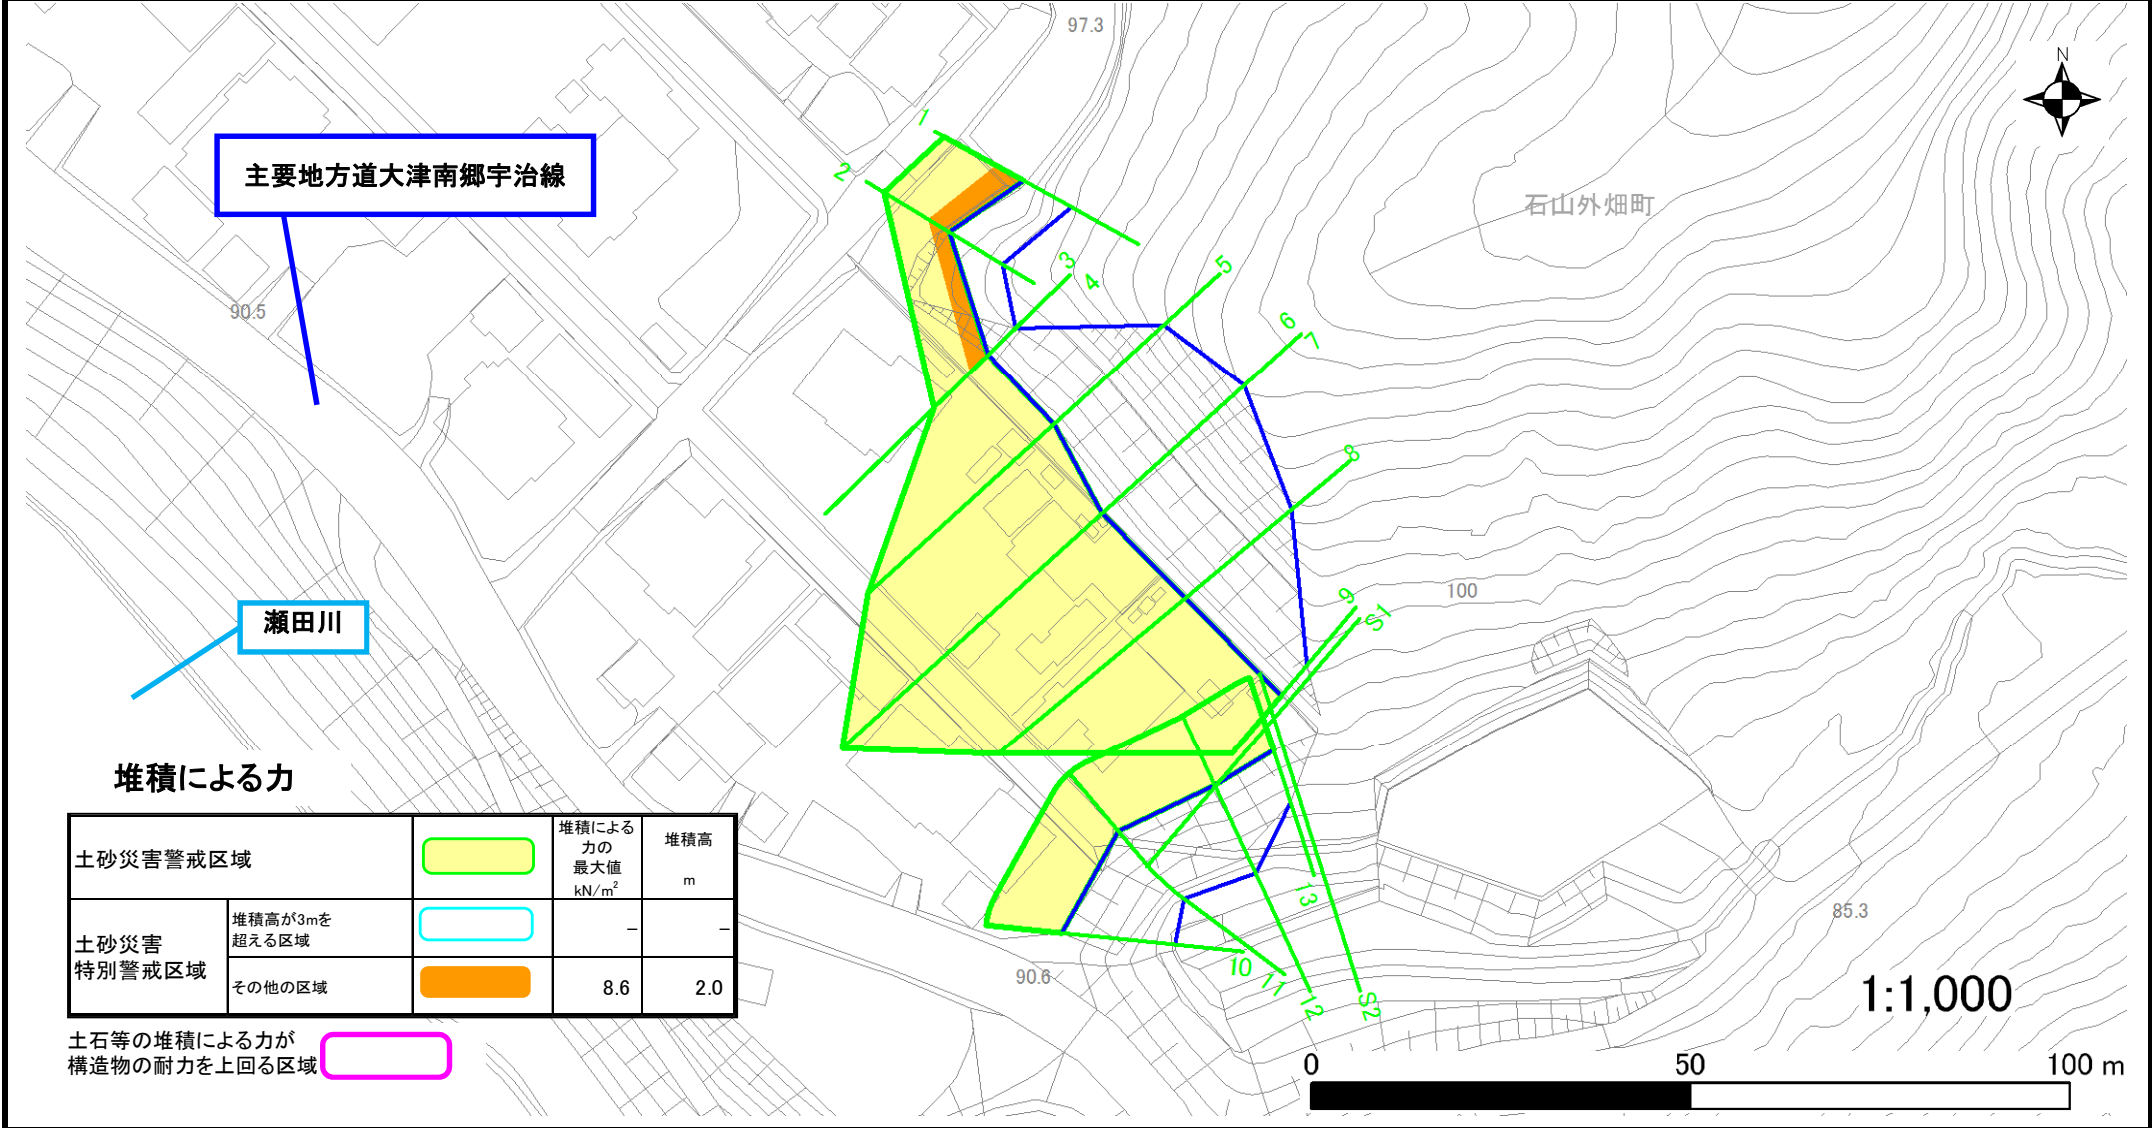 97.3
N
主要地方道大津南郷宇治線
石山外畑町
1
2
3
4
5
6
7
8
9
S1
90.5
100
瀬田川
堆積による力
土砂災害警戒区域
堆積による
力の
最大値
kN/m²
堆積高
m
土砂災害
特別警戒区域
堆積高が3mを
超える区域
-
-
その他の区域
8.6
2.0
土石等の堆積による力が
構造物の耐力を上回る区域
13
10
11
12
S2
90.6
85.3
1:1,000
0 50 100 m